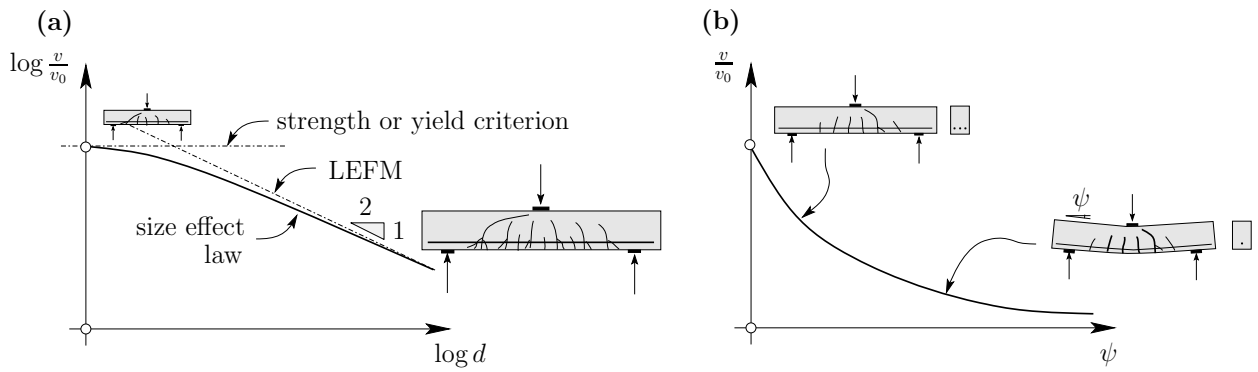 (a)
log v/v₀
strength or yield criterion
LEFM
2
1
size effect
law
log d
(b)
v/v₀
ψ
ψ